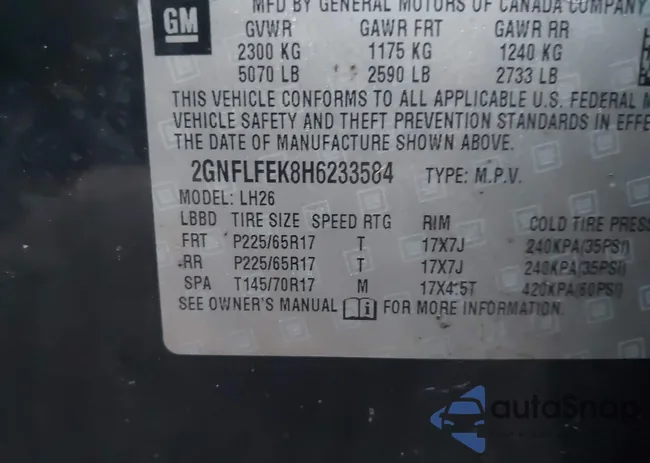 MFD BY GENERAL MOTORS OF CANADA COMPANY
GM
GVWR GAWR FRT GAWR RR
2300 KG 1175 KG 1240 KG
5070 LB 2590 LB 2733 LB
THIS VEHICLE CONFORMS TO ALL APPLICABLE U.S. FEDERAL M
VEHICLE SAFETY AND THEFT PREVENTION STANDARDS IN EFFE
THE DATE OF MANUFACTURE SHOWN ABOVE.
2GNFLFEK8H6233584 TYPE: M.P.V.
MODEL: LH26
LBBD TIRE SIZE SPEED RTG RIM COLD TIRE PRES
FRT P225/65R17 T 17X7J 240KPA(35PSI)
RR P225/65R17 T 17X7J 240KPA(35PSI)
SPA T145/70R17 M 17X4.5T 420KPA(60PSI)
SEE OWNER'S MANUAL FOR MORE INFORMATION.
autoSnap